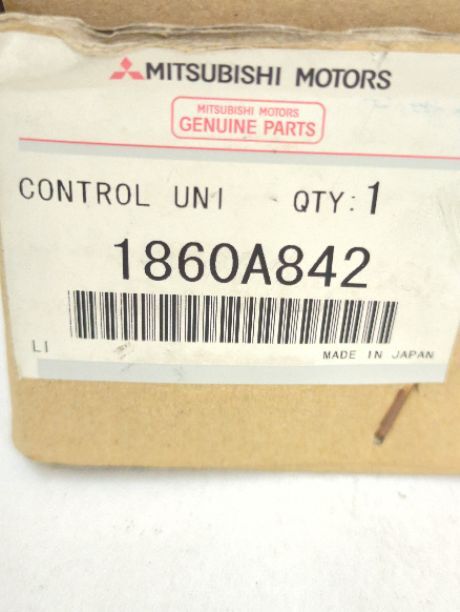 MITSUBISHI MOTORS
MITSUBISHI MOTORS
GENUINE PARTS
CONTROL UNI QTY: 1
1860A842
LI
MADE IN JAPAN